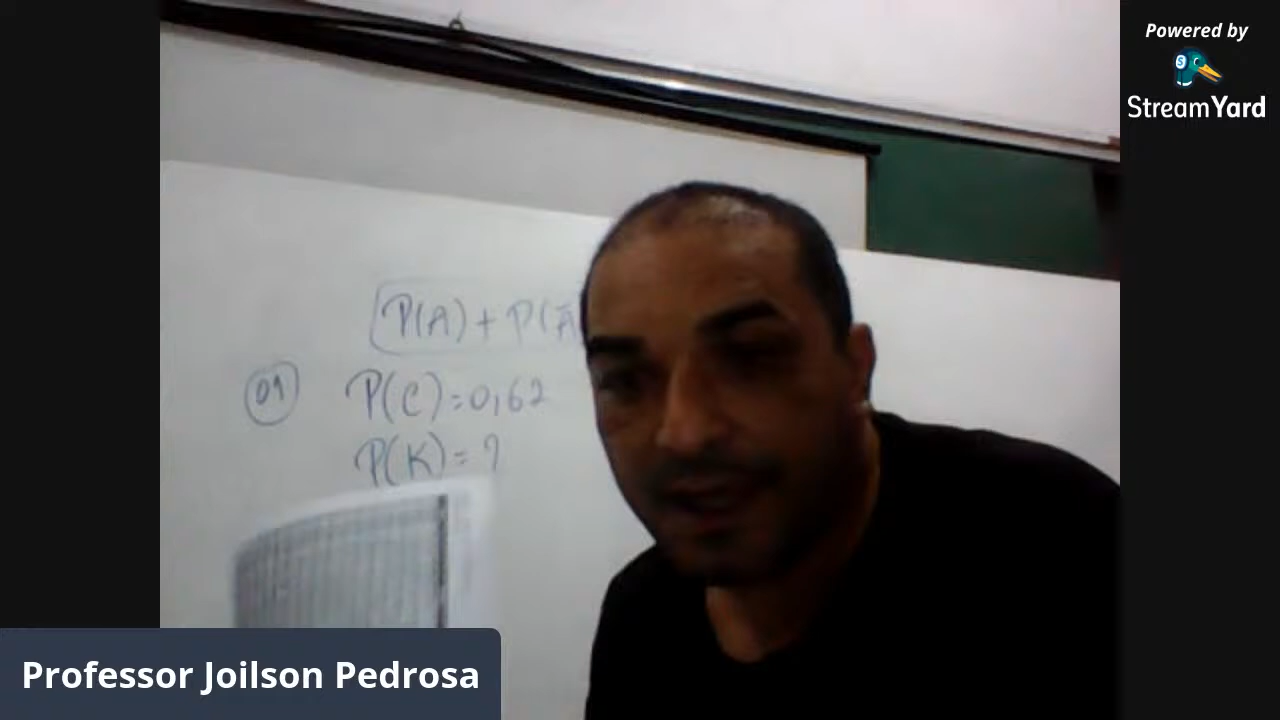 Powered by
StreamYard
P(A) + P(Ā
01 P(C)=0,62
P(K)= ?
Professor Joilson Pedrosa